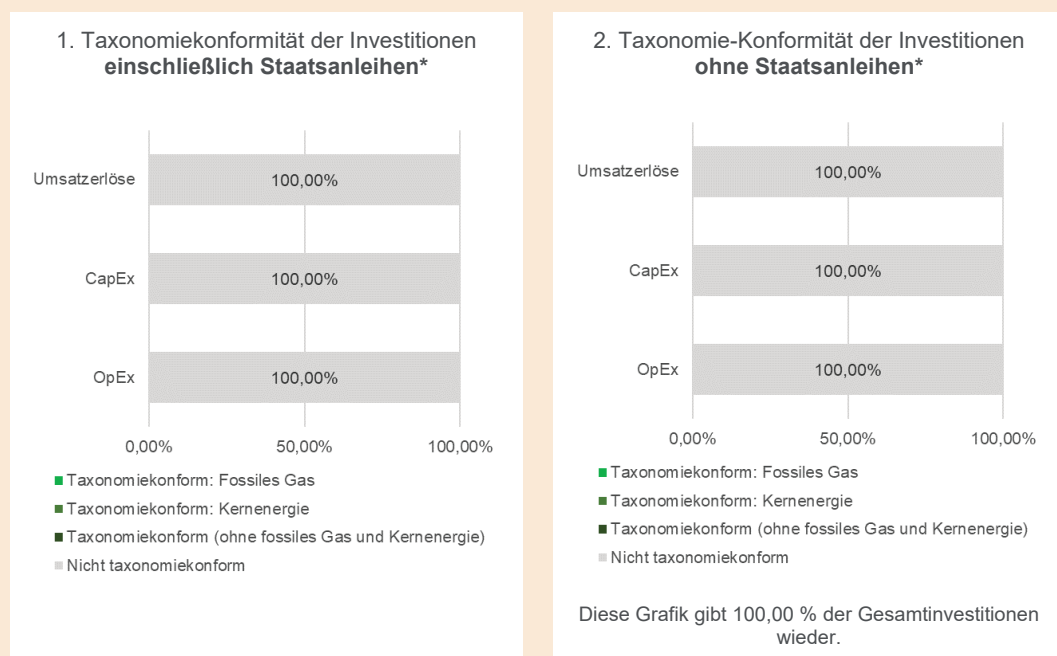 1. Taxonomiekonformität der Investitionen
einschließlich Staatsanleihen*
Umsatzerlöse
100,00%
CapEx
100,00%
OpEx
100,00%
0,00%
50,00%
100,00%
Taxonomiekonform: Fossiles Gas
Taxonomiekonform: Kernenergie
Taxonomiekonform (ohne fossiles Gas und Kernenergie)
Nicht taxonomiekonform
2. Taxonomie-Konformität der Investitionen
ohne Staatsanleihen*
Umsatzerlöse
100,00%
CapEx
100,00%
OpEx
100,00%
0,00%
50,00%
100,00%
Taxonomiekonform: Fossiles Gas
Taxonomiekonform: Kernenergie
Taxonomiekonform (ohne fossiles Gas und Kernenergie)
Nicht taxonomiekonform
Diese Grafik gibt 100,00 % der Gesamtinvestitionen
wieder.